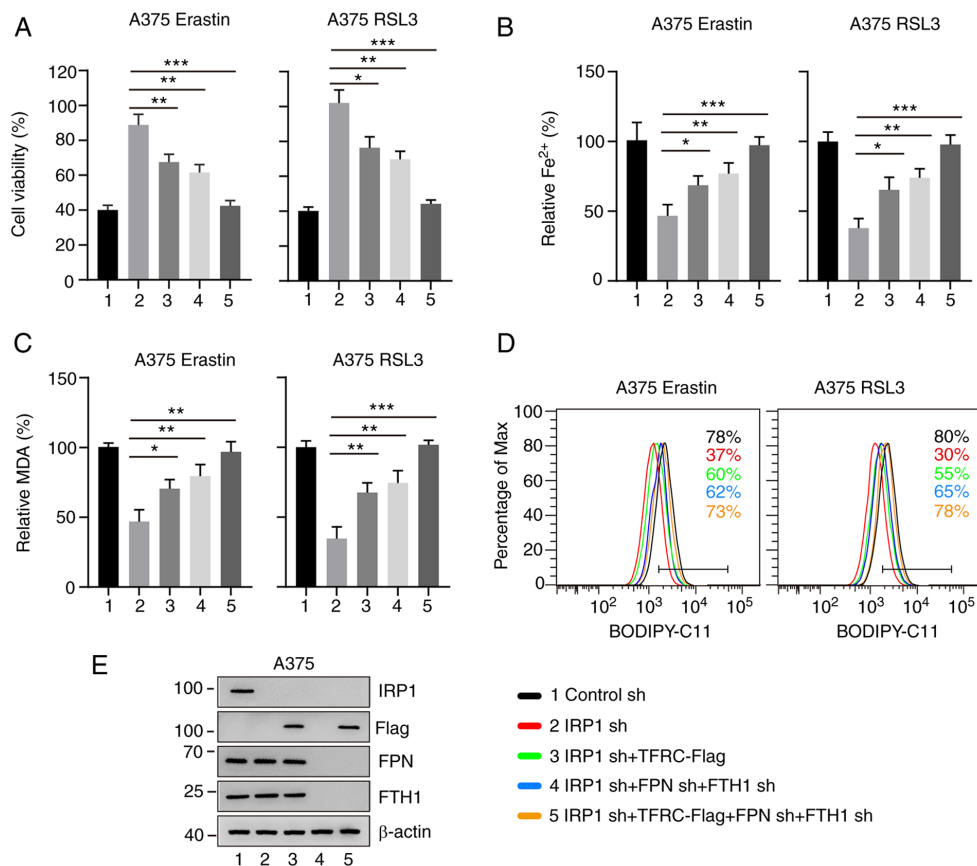 A
A375 Erastin
A375 RSL3
Cell viability (%)
120
100
80
60
40
20
0
***
**
**
***
**
*
1 2 3 4 5
1 2 3 4 5
B
A375 Erastin
A375 RSL3
Relative Fe2+ (%)
150
100
50
0
***
**
*
***
**
*
1 2 3 4 5
1 2 3 4 5
C
A375 Erastin
A375 RSL3
Relative MDA (%)
150
100
50
0
**
**
*
***
**
**
1 2 3 4 5
1 2 3 4 5
D
A375 Erastin
A375 RSL3
Percentage of Max
100
80
60
40
20
0
78%
37%
60%
62%
73%
80%
30%
55%
65%
78%
102 103 104 105
102 103 104 105
BODIPY-C11
BODIPY-C11
E
A375
100 IRP1
100 Flag
70 FPN
25 FTH1
40 β-actin
1 2 3 4 5
1 Control sh
2 IRP1 sh
3 IRP1 sh+TFRC-Flag
4 IRP1 sh+FPN sh+FTH1 sh
5 IRP1 sh+TFRC-Flag+FPN sh+FTH1 sh